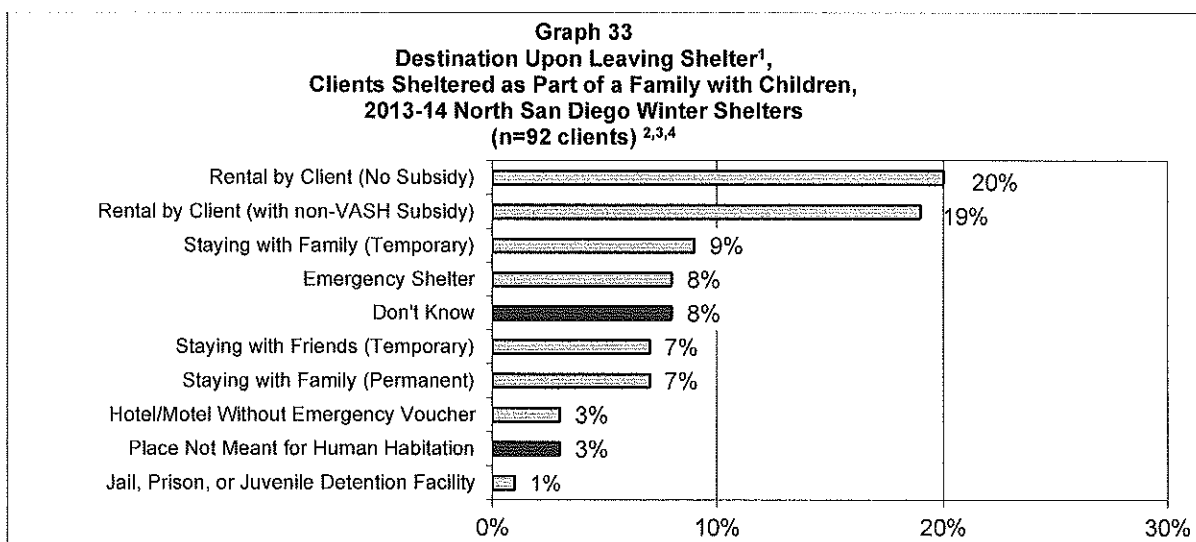 Graph 33
Destination Upon Leaving Shelter¹,
Clients Sheltered as Part of a Family with Children,
2013-14 North San Diego Winter Shelters
(n=92 clients) ²,³,⁴
Rental by Client (No Subsidy) 20%
Rental by Client (with non-VASH Subsidy) 19%
Staying with Family (Temporary) 9%
Emergency Shelter 8%
Don't Know 8%
Staying with Friends (Temporary) 7%
Staying with Family (Permanent) 7%
Hotel/Motel Without Emergency Voucher 3%
Place Not Meant for Human Habitation 3%
Jail, Prison, or Juvenile Detention Facility 1%
0% 10% 20% 30%